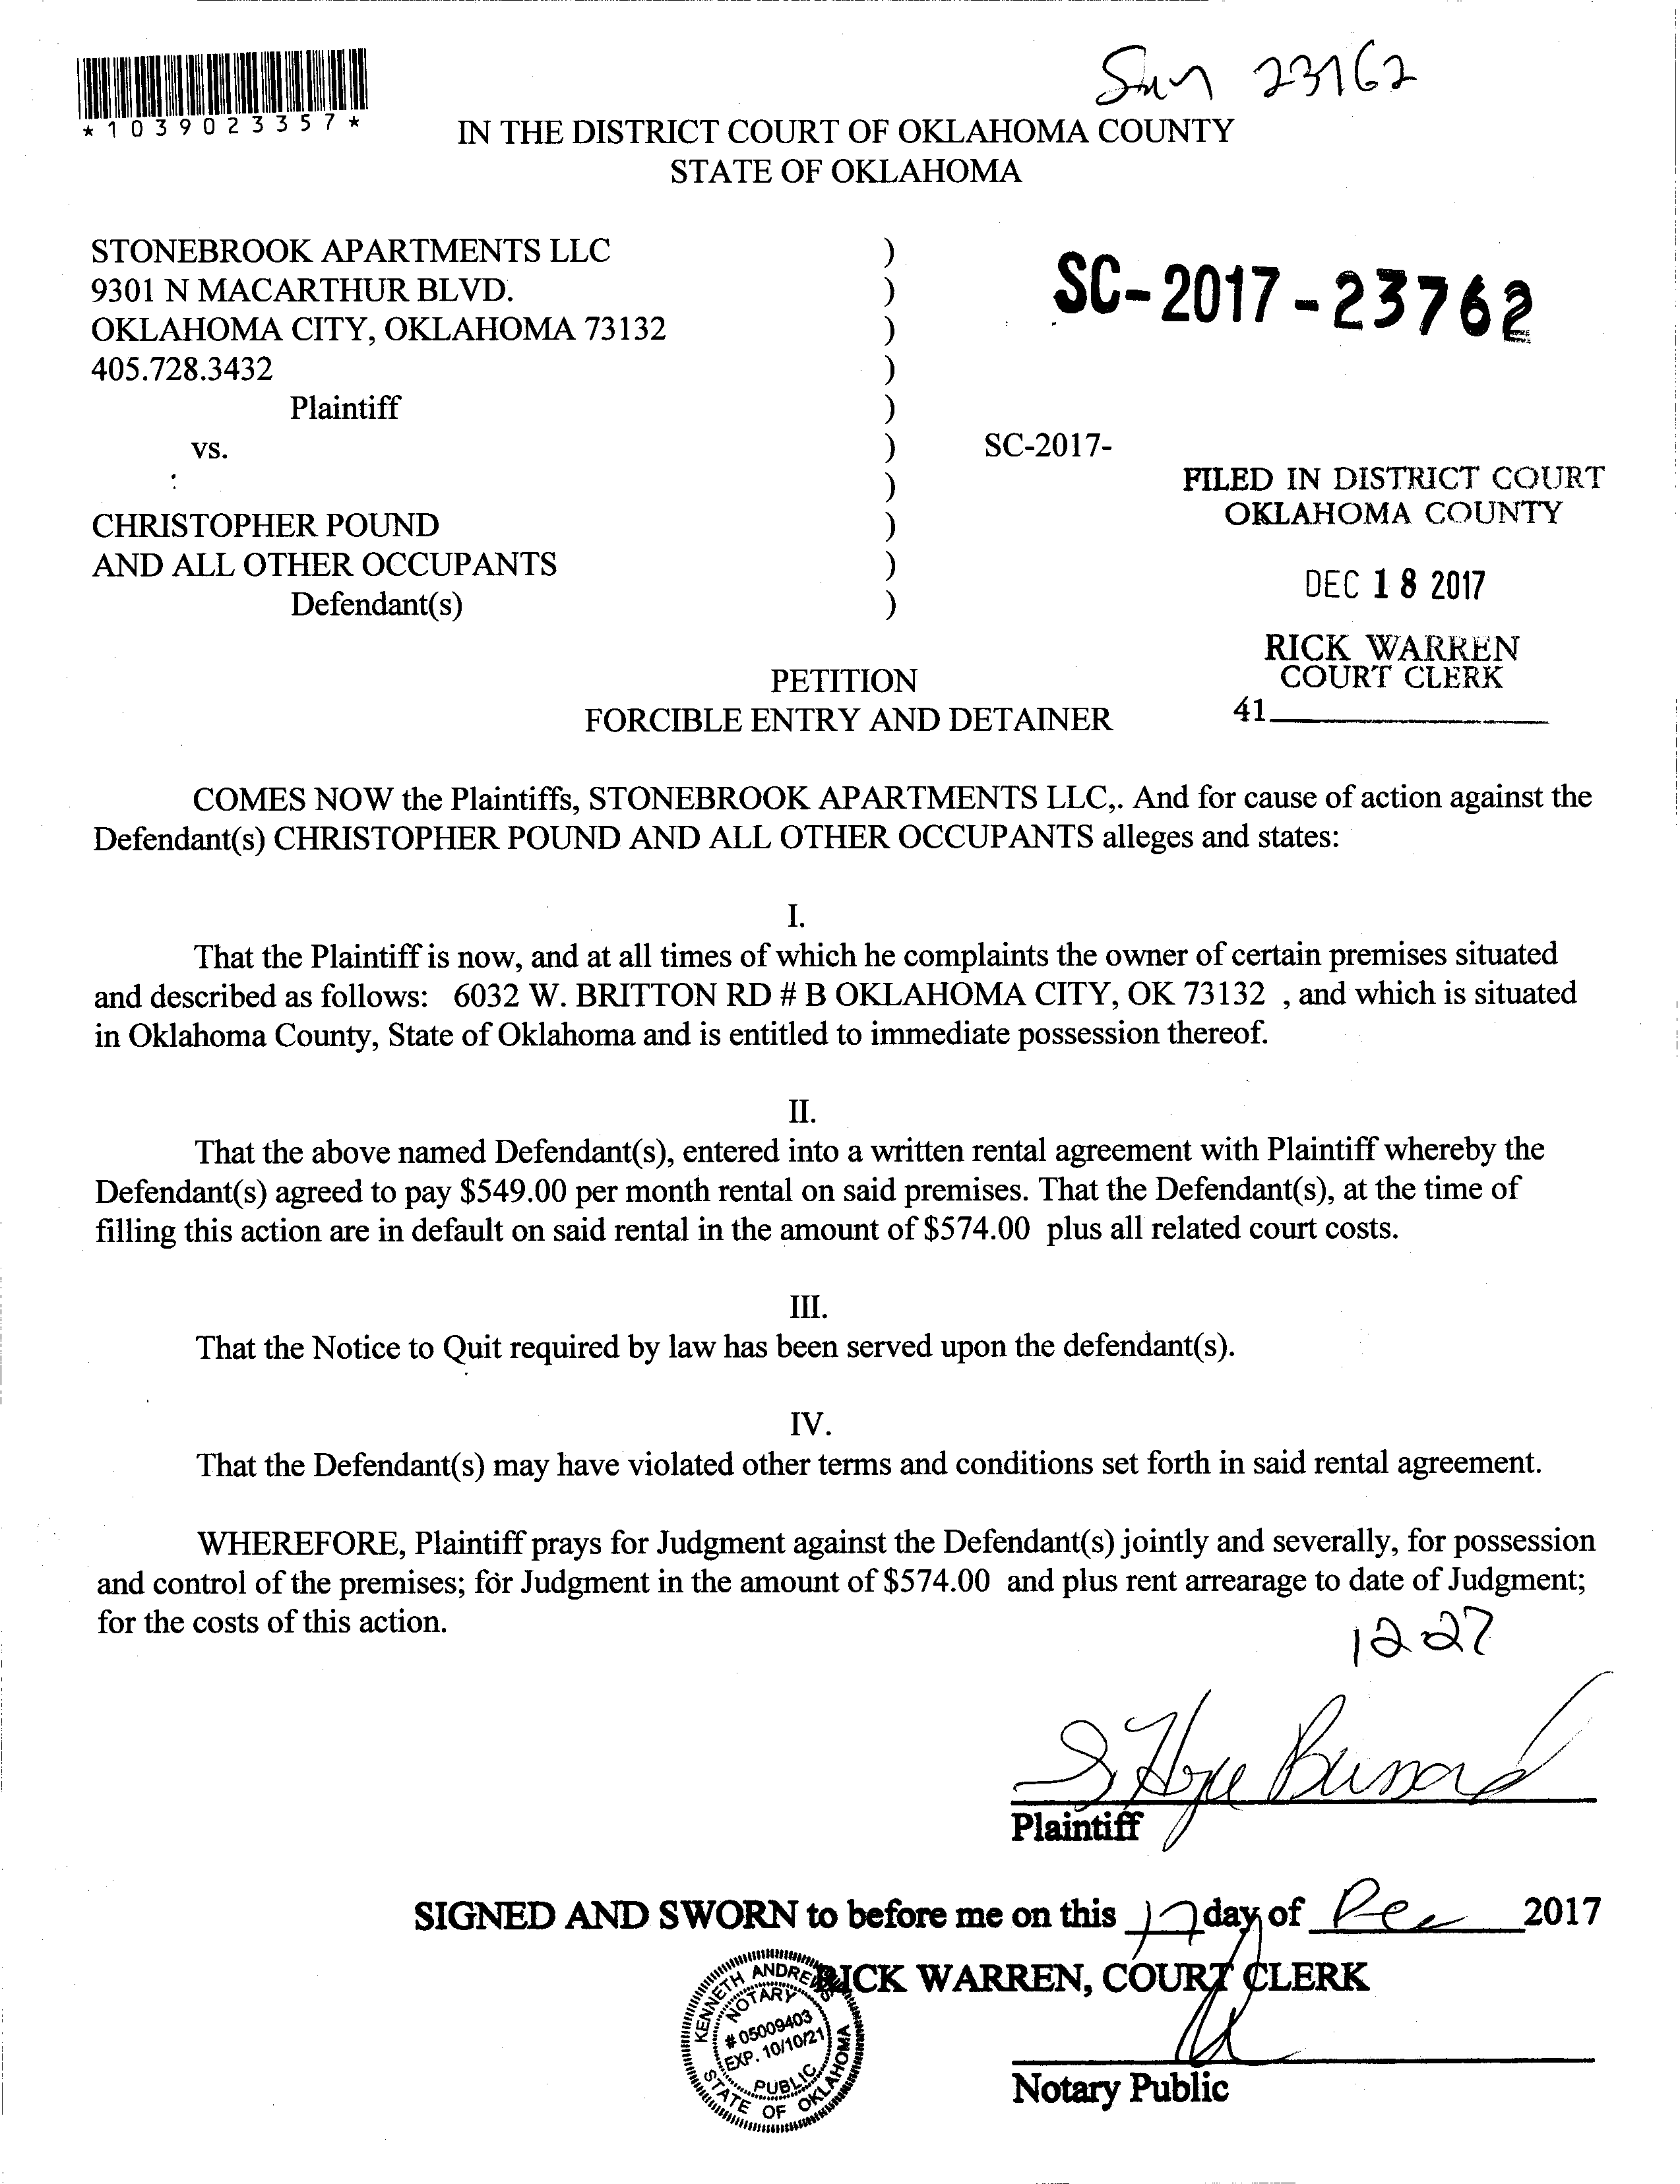 23762
*1039023357*
IN THE DISTRICT COURT OF OKLAHOMA COUNTY
STATE OF OKLAHOMA
STONEBROOK APARTMENTS LLC )
9301 N MACARTHUR BLVD. )
OKLAHOMA CITY, OKLAHOMA 73132 )
405.728.3432 )
Plaintiff )
SC-2017-23762
vs. ) SC-2017-
: )
CHRISTOPHER POUND )
AND ALL OTHER OCCUPANTS )
Defendant(s) )
FILED IN DISTRICT COURT
OKLAHOMA COUNTY
DEC 18 2017
RICK WARREN
COURT CLERK
41
PETITION
FORCIBLE ENTRY AND DETAINER
COMES NOW the Plaintiffs, STONEBROOK APARTMENTS LLC,. And for cause of action against the
Defendant(s) CHRISTOPHER POUND AND ALL OTHER OCCUPANTS alleges and states:
I.
That the Plaintiff is now, and at all times of which he complaints the owner of certain premises situated
and described as follows: 6032 W. BRITTON RD # B OKLAHOMA CITY, OK 73132 , and which is situated
in Oklahoma County, State of Oklahoma and is entitled to immediate possession thereof.
II.
That the above named Defendant(s), entered into a written rental agreement with Plaintiff whereby the
Defendant(s) agreed to pay $549.00 per month rental on said premises. That the Defendant(s), at the time of
filling this action are in default on said rental in the amount of $574.00 plus all related court costs.
III.
That the Notice to Quit required by law has been served upon the defendant(s).
IV.
That the Defendant(s) may have violated other terms and conditions set forth in said rental agreement.
WHEREFORE, Plaintiff prays for Judgment against the Defendant(s) jointly and severally, for possession
and control of the premises; for Judgment in the amount of $574.00 and plus rent arrearage to date of Judgment;
for the costs of this action.
12-27
Plaintiff
SIGNED AND SWORN to before me on this 17 day of Dec 2017
RICK WARREN, COURT CLERK
KENNETH ANDREWS
NOTARY
# 05009403
EXP. 10/10/21
PUBLIC
STATE OF OKLAHOMA
Notary Public